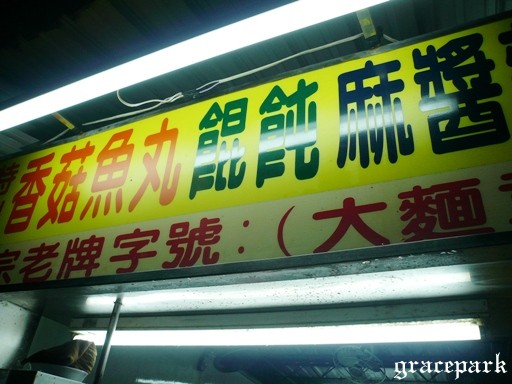 香菇魚丸 餛飩 麻醬
老牌字號:(大麵
gracepark